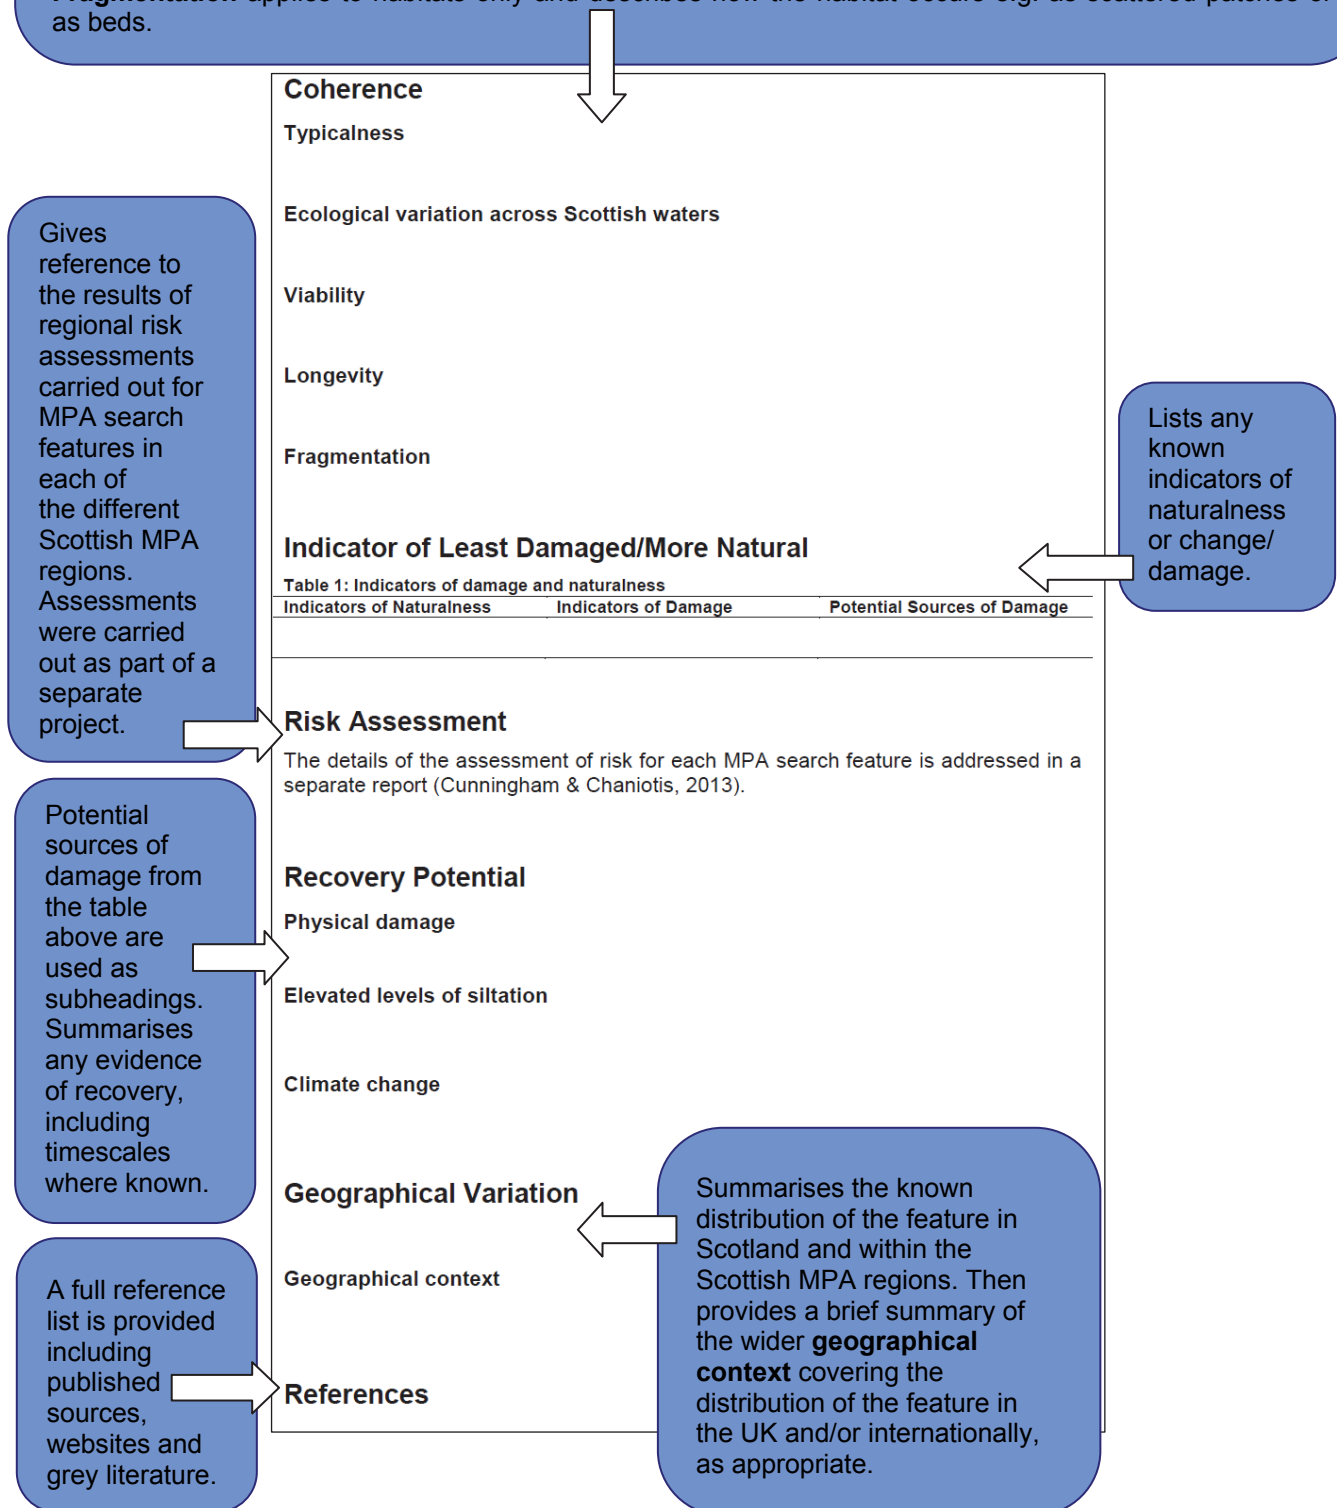 as beds.
Coherence
Typicalness
Ecological variation across Scottish waters
Viability
Longevity
Fragmentation
Indicator of Least Damaged/More Natural
Table 1: Indicators of damage and naturalness
Indicators of Naturalness Indicators of Damage Potential Sources of Damage
Risk Assessment
The details of the assessment of risk for each MPA search feature is addressed in a
separate report (Cunningham & Chaniotis, 2013).
Recovery Potential
Physical damage
Elevated levels of siltation
Climate change
Geographical Variation
Geographical context
References
Gives
reference to
the results of
regional risk
assessments
carried out for
MPA search
features in
each of
the different
Scottish MPA
regions.
Assessments
were carried
out as part of a
separate
project.
Lists any
known
indicators of
naturalness
or change/
damage.
Potential
sources of
damage from
the table
above are
used as
subheadings.
Summarises
any evidence
of recovery,
including
timescales
where known.
Summarises the known
distribution of the feature in
Scotland and within the
Scottish MPA regions. Then
provides a brief summary of
the wider geographical
context covering the
distribution of the feature in
the UK and/or internationally,
as appropriate.
A full reference
list is provided
including
published
sources,
websites and
grey literature.